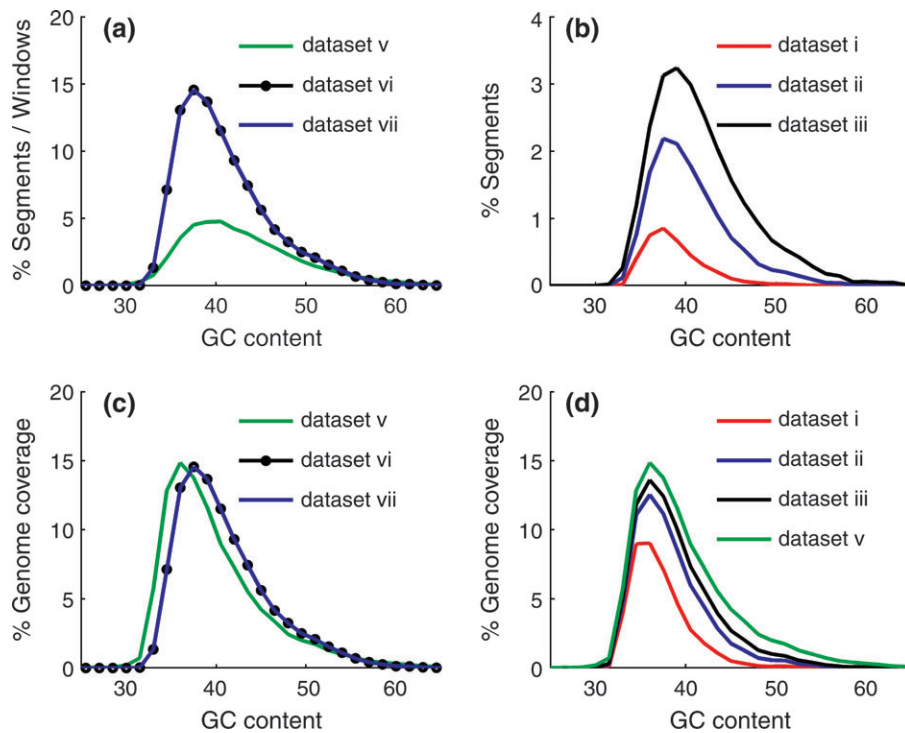 (a)
dataset v
dataset vi
dataset vii
% Segments / Windows
20
15
10
5
0
30 40 50 60
GC content
(b)
dataset i
dataset ii
dataset iii
% Segments
4
3
2
1
0
30 40 50 60
GC content
(c)
dataset v
dataset vi
dataset vii
% Genome coverage
20
15
10
5
0
30 40 50 60
GC content
(d)
dataset i
dataset ii
dataset iii
dataset v
% Genome coverage
20
15
10
5
0
30 40 50 60
GC content